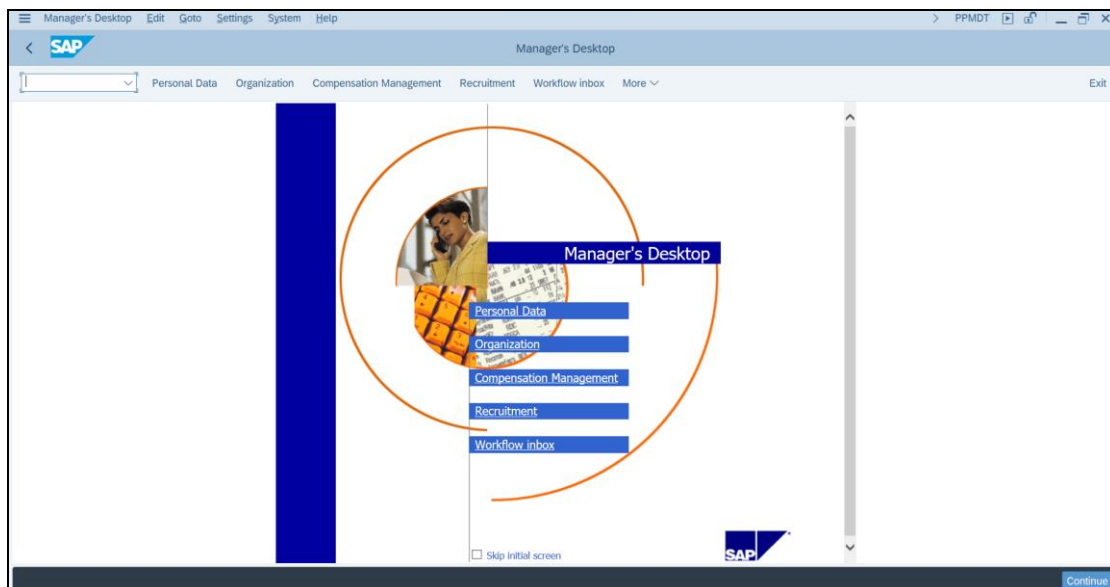 Manager's Desktop Edit Goto Settings System Help PPMDT
SAP Manager's Desktop
Personal Data Organization Compensation Management Recruitment Workflow inbox More Exit
Manager's Desktop
Personal Data
Organization
Compensation Management
Recruitment
Workflow inbox
Skip initial screen
SAP
Continue